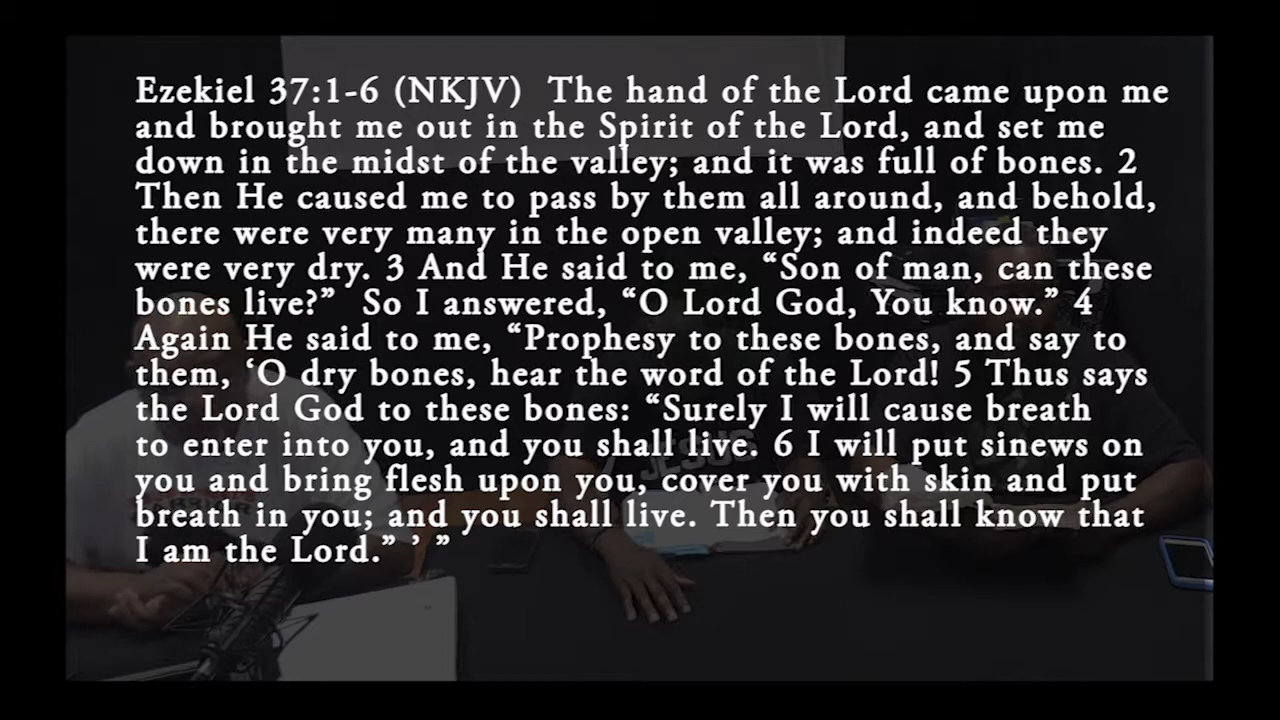 Ezekiel 37:1-6 (NKJV)  The hand of the Lord came upon me
and brought me out in the Spirit of the Lord, and set me
down in the midst of the valley; and it was full of bones. 2
Then He caused me to pass by them all around, and behold,
there were very many in the open valley; and indeed they
were very dry. 3 And He said to me, “Son of man, can these
bones live?”  So I answered, “O Lord God, You know.” 4
Again He said to me, “Prophesy to these bones, and say to
them, ‘O dry bones, hear the word of the Lord! 5 Thus says
the Lord God to these bones: “Surely I will cause breath
to enter into you, and you shall live. 6 I will put sinews on
you and bring flesh upon you, cover you with skin and put
breath in you; and you shall live. Then you shall know that
I am the Lord.” ’ ”
JESUS